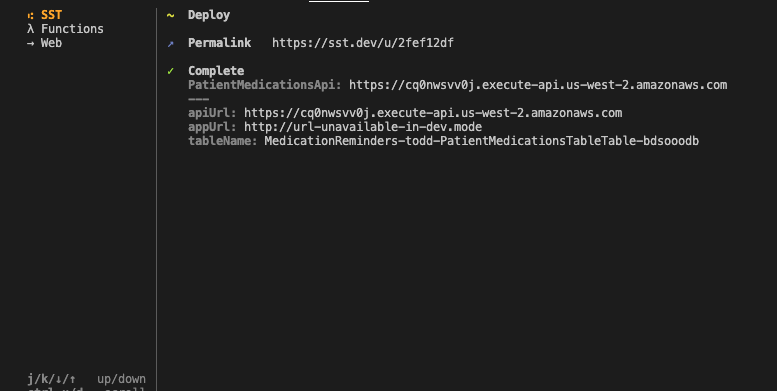 SST
λ Functions
→ Web
~ Deploy
↗ Permalink https://sst.dev/u/2fef12df
✓ Complete
PatientMedicationsApi: https://cq0nwsvv0j.execute-api.us-west-2.amazonaws.com
---
apiUrl: https://cq0nwsvv0j.execute-api.us-west-2.amazonaws.com
appUrl: http://url-unavailable-in-dev.mode
tableName: MedicationReminders-todd-PatientMedicationsTableTable-bdsooodb
j/k/↓/↑ up/down